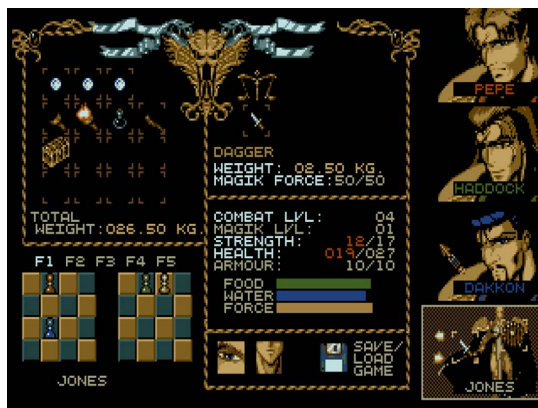 PEPE
HADDOCK
DAKKON
JONES
DAGGER
WEIGHT: 02.50 KG.
MAGIK FORCE:50/50
TOTAL
WEIGHT:026.50 KG.
COMBAT LVL: 04
MAGIK LVL: 01
STRENGTH: 12/17
HEALTH: 019/027
ARMOUR: 10/10
FOOD
WATER
FORCE
F1 F2 F3 F4 F5
JONES
SAVE/
LOAD
GAME